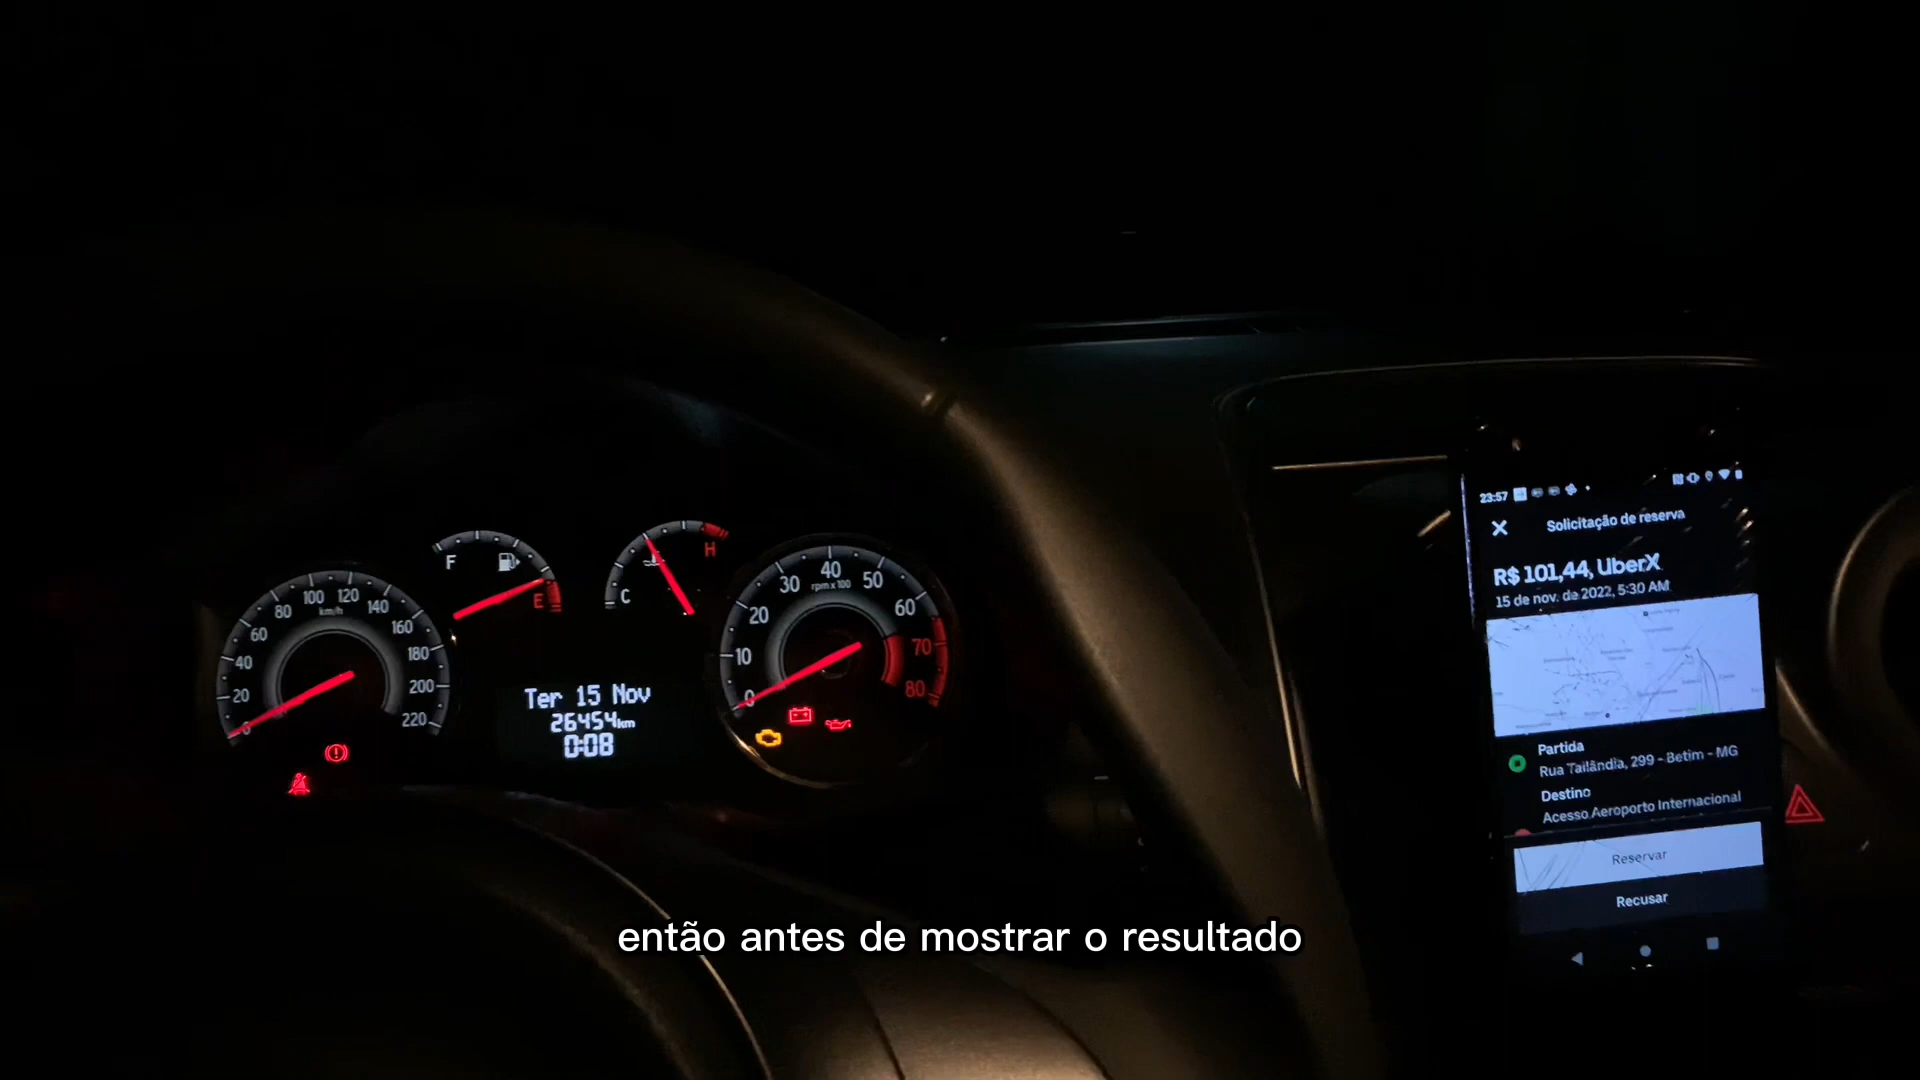 F
E
C
H
0
20
40
60
80
100
120
140
160
180
200
220
km/h
0
10
20
30
40
50
60
70
80
rpm x 100
Ter 15 Nov
26454km
0:08
23:57
Solicitação de reserva
R$ 101,44, UberX
15 de nov. de 2022, 5:30 AM
Partida
Rua Tailândia, 299 - Betim - MG
Destino
Acesso Aeroporto Internacional
Reservar
Recusar
então antes de mostrar o resultado